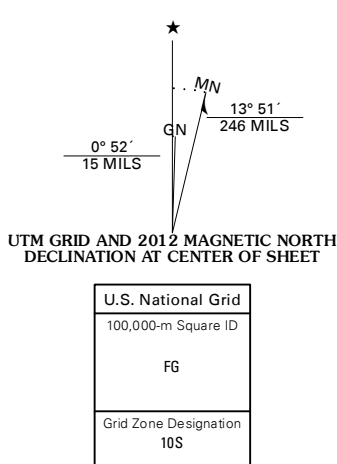 ★
MN
13° 51´
246 MILS
GN
0° 52´
15 MILS
UTM GRID AND 2012 MAGNETIC NORTH
DECLINATION AT CENTER OF SHEET
U.S. National Grid
100,000-m Square ID
FG
Grid Zone Designation
10S